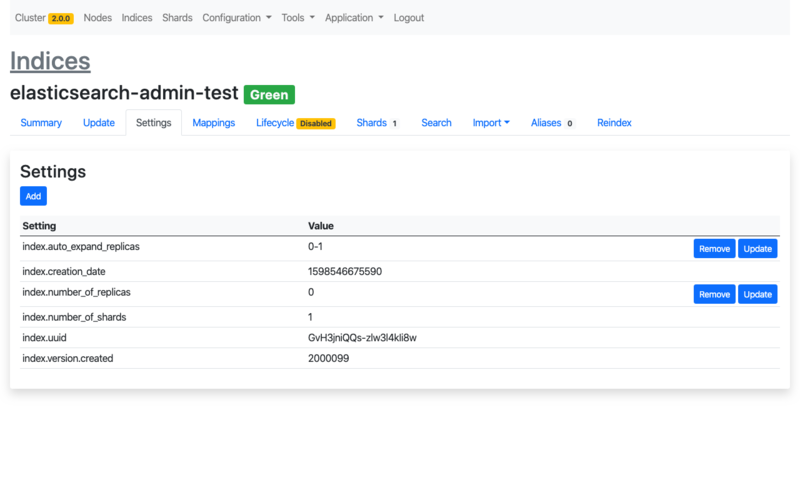 Cluster 2.0.0 Nodes Indices Shards Configuration Tools Application Logout
Indices
elasticsearch-admin-test Green
Summary Update Settings Mappings Lifecycle Disabled Shards 1 Search Import Aliases 0 Reindex
Settings
Add
Setting Value
index.auto_expand_replicas 0-1 Remove Update
index.creation_date 1598546675590
index.number_of_replicas 0 Remove Update
index.number_of_shards 1
index.uuid GvH3jniQQs-zlw3l4kIi8w
index.version.created 2000099